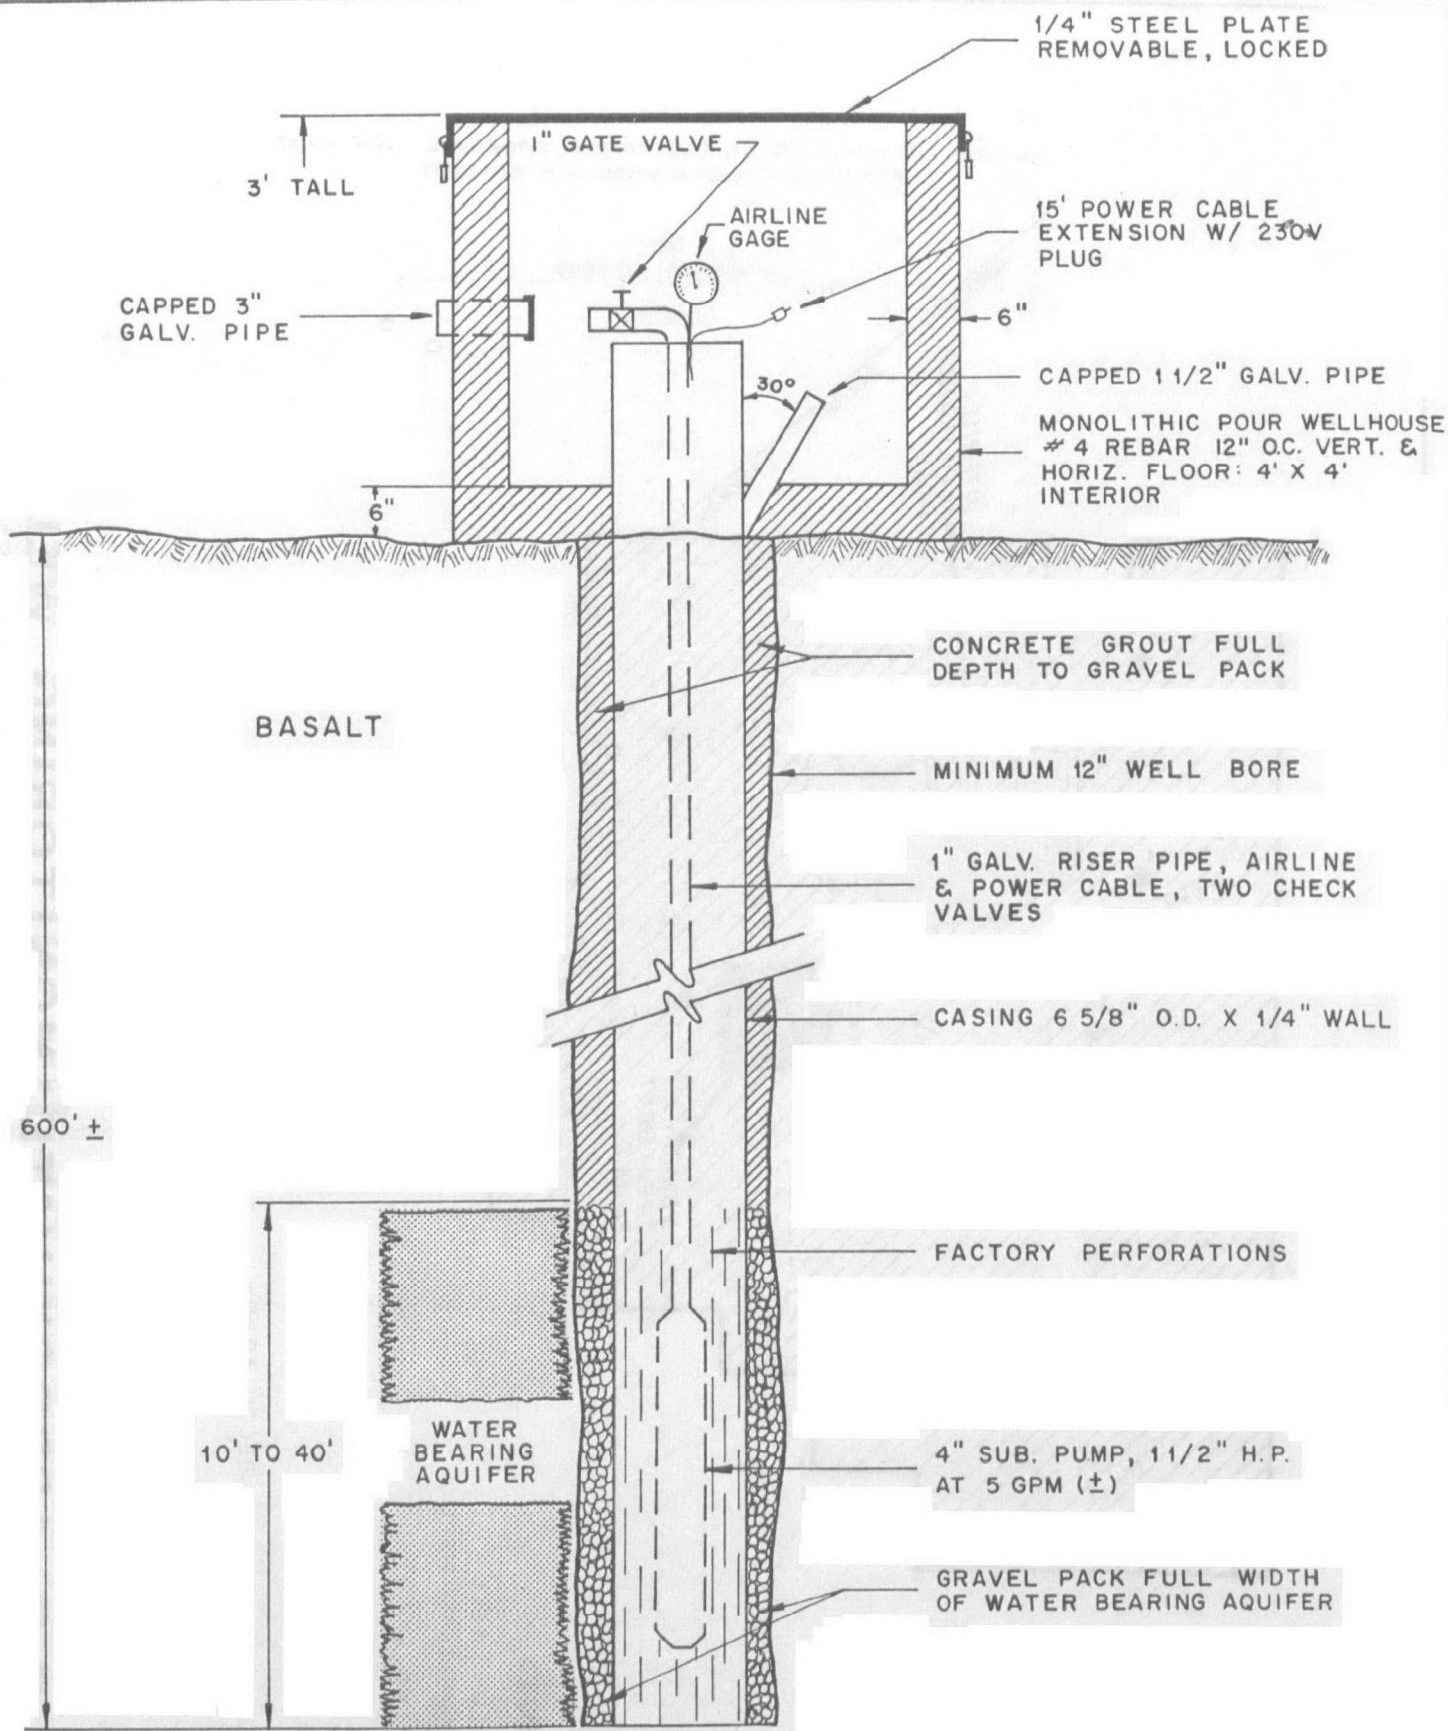 1/4" STEEL PLATE
REMOVABLE, LOCKED
1" GATE VALVE
3' TALL
AIRLINE
GAGE
15' POWER CABLE
EXTENSION W/ 230V
PLUG
CAPPED 3"
GALV. PIPE
6"
30°
CAPPED 1 1/2" GALV. PIPE
MONOLITHIC POUR WELLHOUSE
# 4 REBAR 12" O.C. VERT. &
HORIZ. FLOOR: 4' X 4'
INTERIOR
6"
CONCRETE GROUT FULL
DEPTH TO GRAVEL PACK
BASALT
MINIMUM 12" WELL BORE
1" GALV. RISER PIPE, AIRLINE
& POWER CABLE, TWO CHECK
VALVES
CASING 6 5/8" O.D. X 1/4" WALL
600' ±
FACTORY PERFORATIONS
10' TO 40'
WATER
BEARING
AQUIFER
4" SUB. PUMP, 1 1/2" H.P.
AT 5 GPM (±)
GRAVEL PACK FULL WIDTH
OF WATER BEARING AQUIFER